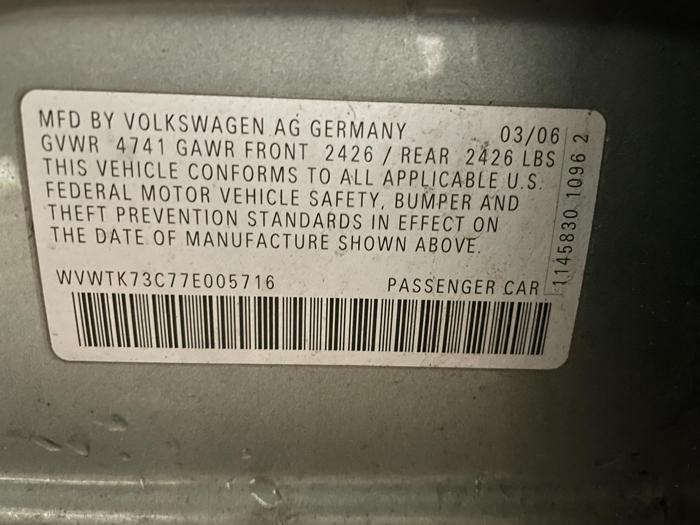 MFD BY VOLKSWAGEN AG GERMANY 03/06
GVWR 4741 GAWR FRONT 2426 / REAR 2426 LBS
THIS VEHICLE CONFORMS TO ALL APPLICABLE U.S.
FEDERAL MOTOR VEHICLE SAFETY, BUMPER AND
THEFT PREVENTION STANDARDS IN EFFECT ON
THE DATE OF MANUFACTURE SHOWN ABOVE.
WVWTK73C77E005716 PASSENGER CAR
1145830 1096 2